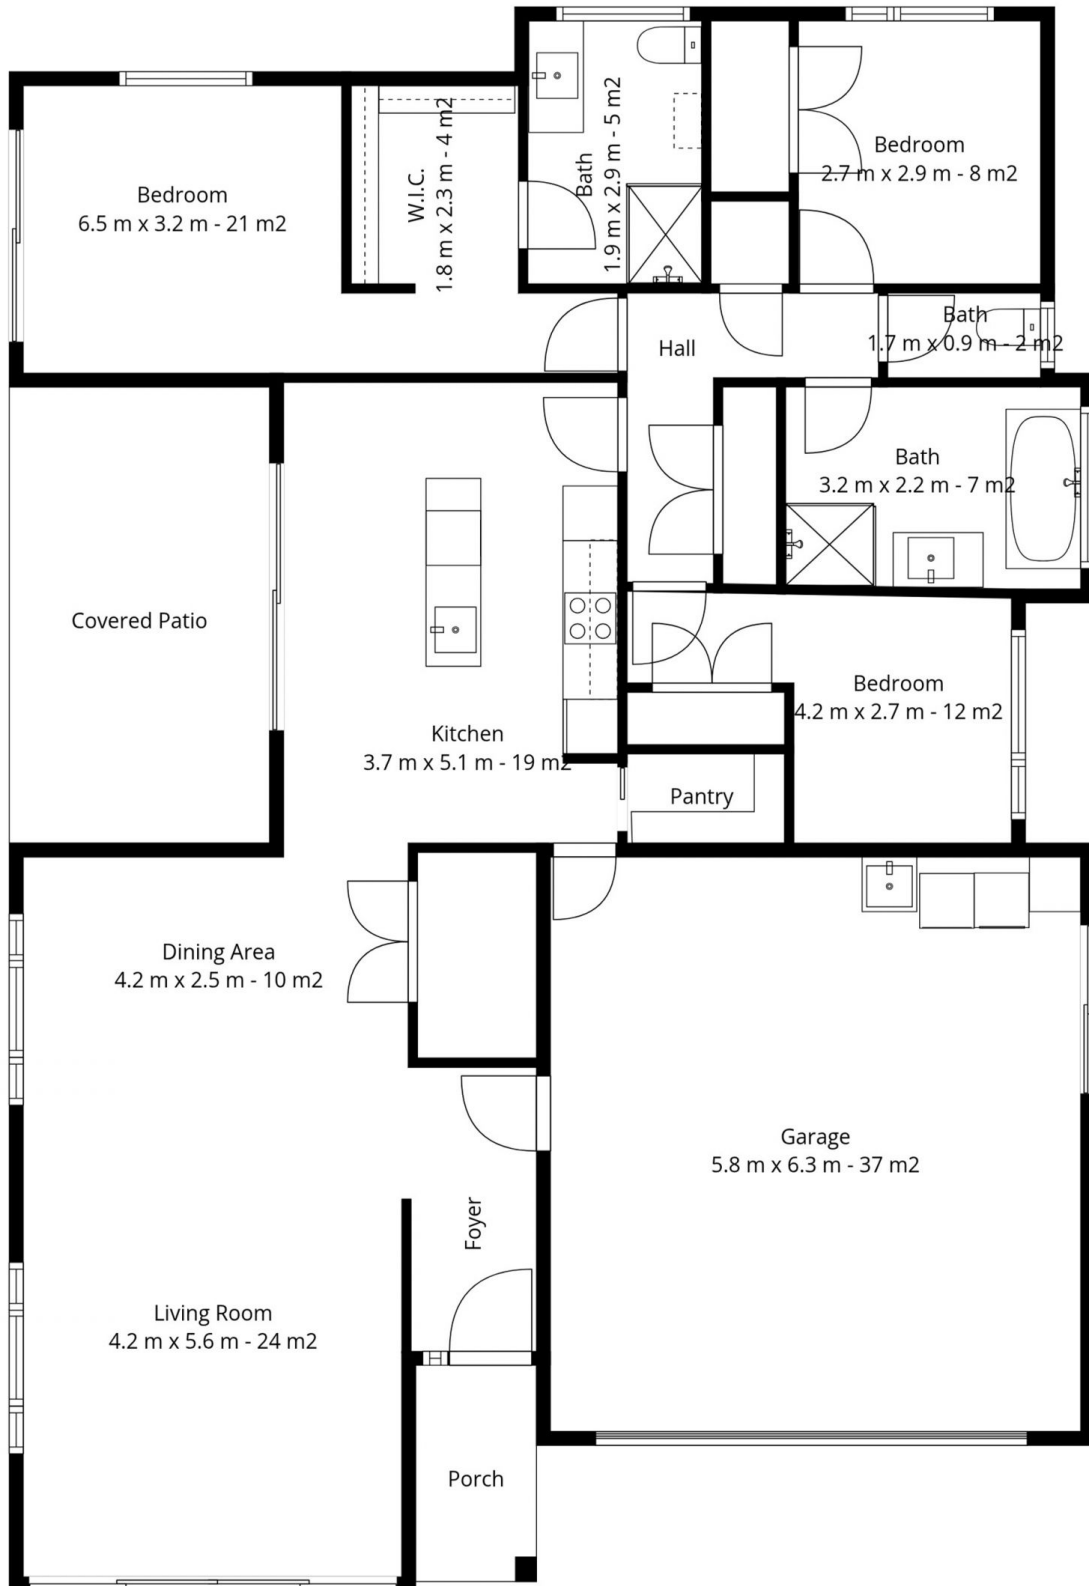 Bedroom
6.5 m x 3.2 m - 21 m2
W.I.C.
1.8 m x 2.3 m - 4 m2
Bath
1.9 m x 2.9 m - 5 m2
Bedroom
2.7 m x 2.9 m - 8 m2
Hall
Bath
1.7 m x 0.9 m - 2 m2
Bath
3.2 m x 2.2 m - 7 m2
Covered Patio
Kitchen
3.7 m x 5.1 m - 19 m2
Bedroom
4.2 m x 2.7 m - 12 m2
Pantry
Dining Area
4.2 m x 2.5 m - 10 m2
Garage
5.8 m x 6.3 m - 37 m2
Foyer
Living Room
4.2 m x 5.6 m - 24 m2
Porch